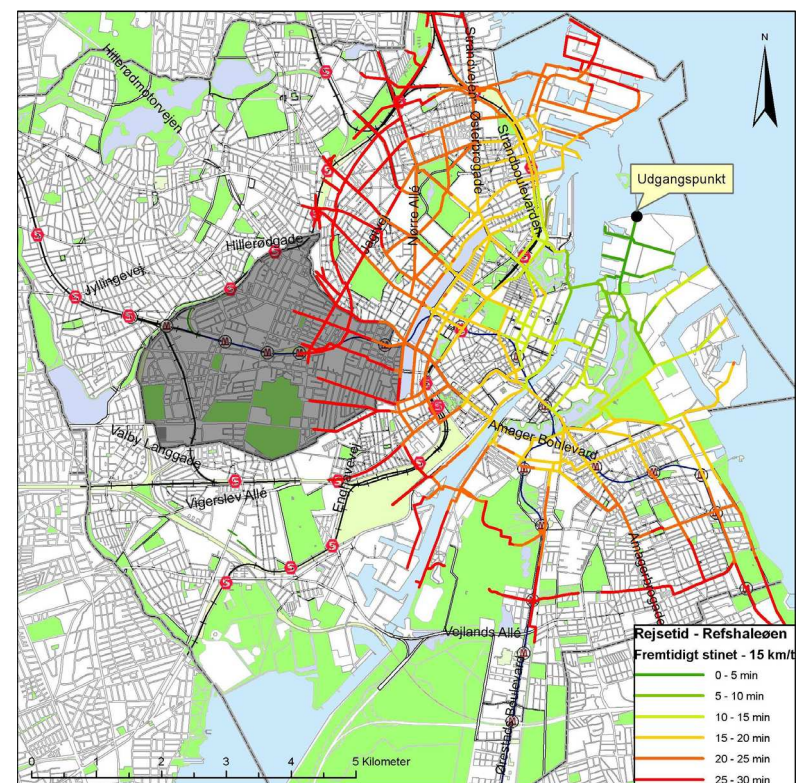 N
Hillerødmotorvejen
Strandvejen
Østerbrogade
Strandboulevarden
Udgangspunkt
Nørre Allé
Jagtvej
Hillerødgade
Jyllingevej
Amager Boulevard
Valby Langgade
Enghavevej
Vigerslev Allé
Amagerbrogade
Vejlands Allé
Ørestads Boulevard
Rejsetid - Refshaleøen
Fremtidigt stinet - 15 km/t
0 - 5 min
5 - 10 min
10 - 15 min
15 - 20 min
20 - 25 min
25 - 30 min
0 1 2 3 4 5 Kilometer